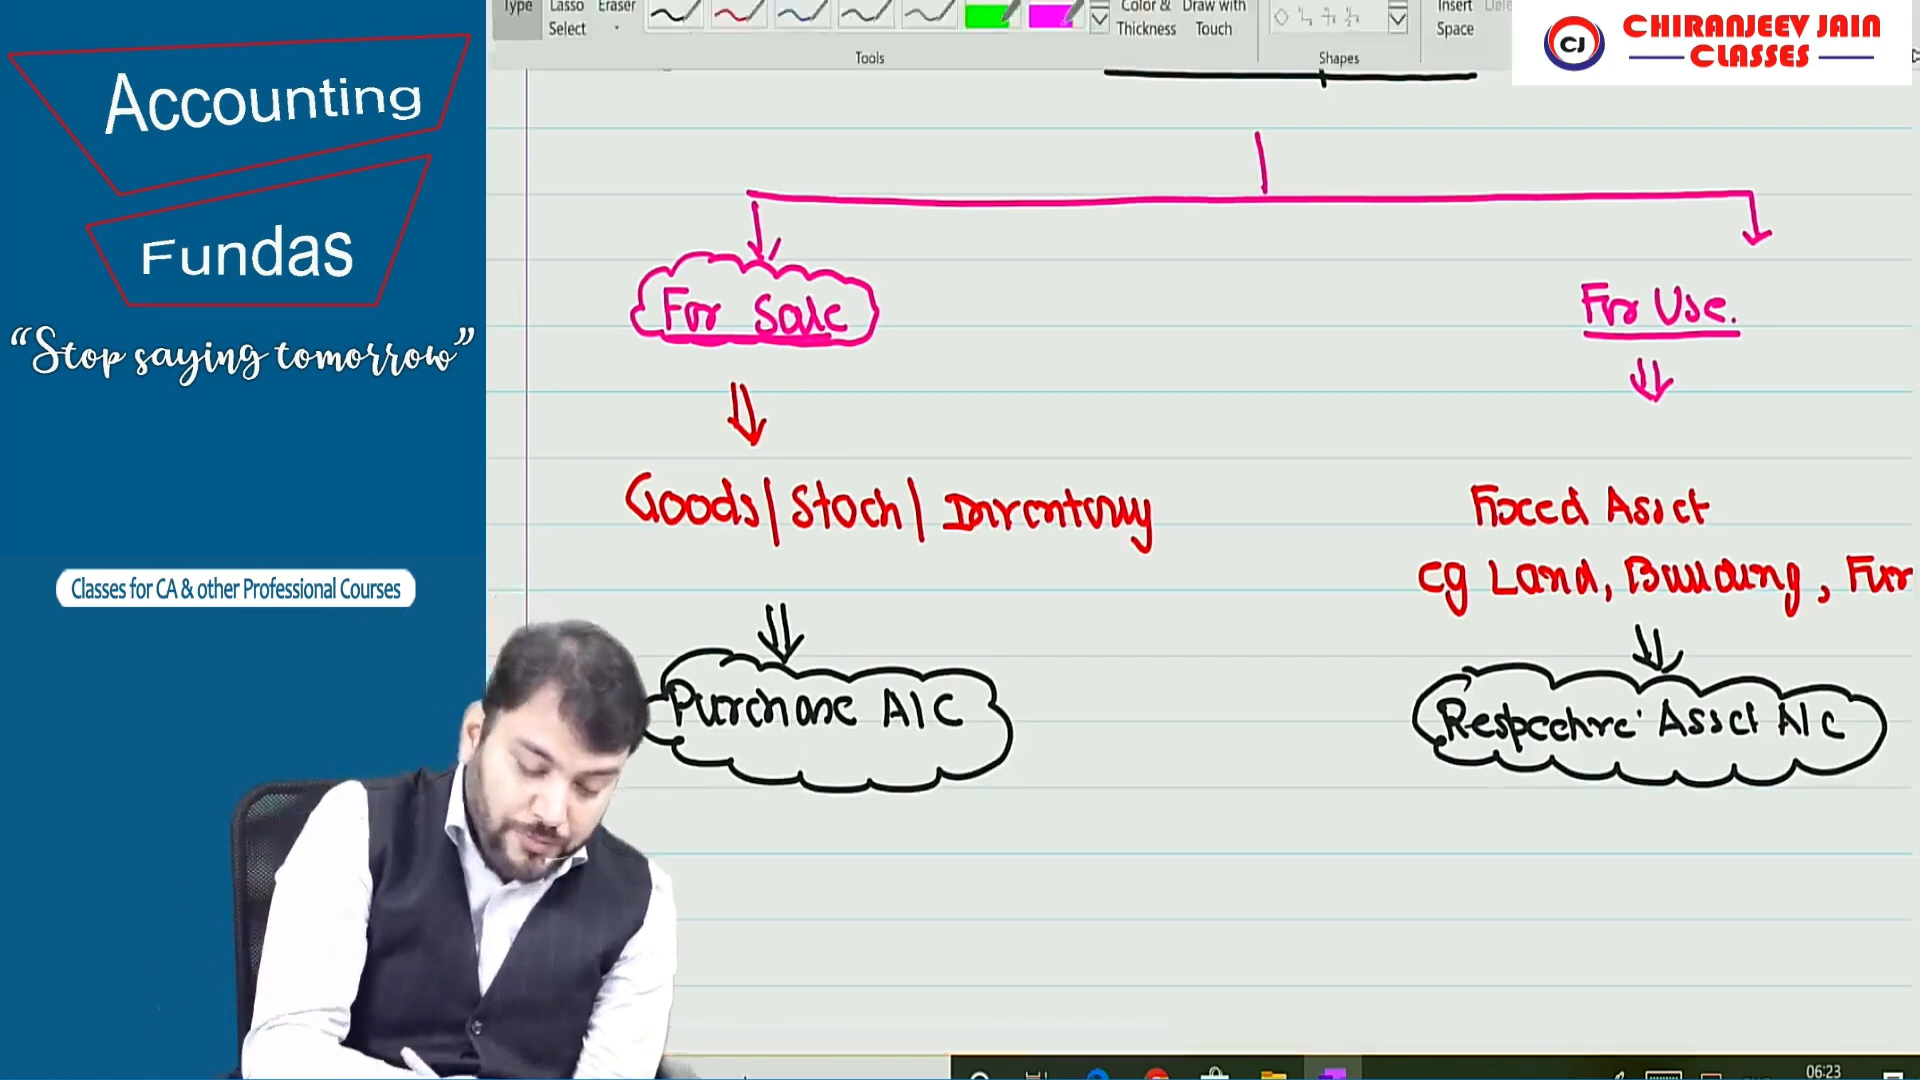 Type
Lasso
Select
Eraser
Color &
Thickness
Draw with
Touch
Insert
Space
Tools
Shapes
CJ
CHIRANJEEV JAIN
CLASSES
Accounting
Fundas
“Stop saying tomorrow”
Classes for CA & other Professional Courses
For Sale
For Use.
Goods/Stock/Inventory
Fixed Asset
eg Land, Building, Fur
Purchase A/C
Respective Asset A/C
06:23